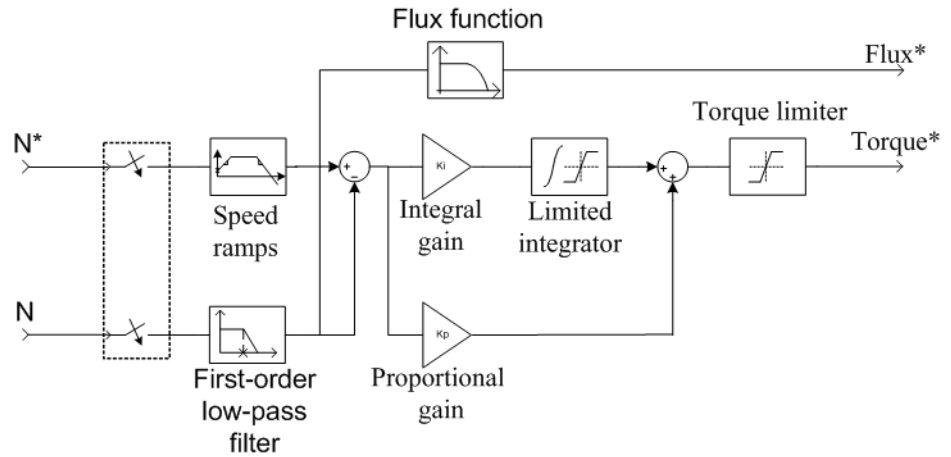 Flux function
Flux*
Torque limiter
N*
Torque*
+
−
Ki
+
+
Speed
ramps
Integral
gain
Limited
integrator
N
Kp
First-order
low-pass
filter
Proportional
gain